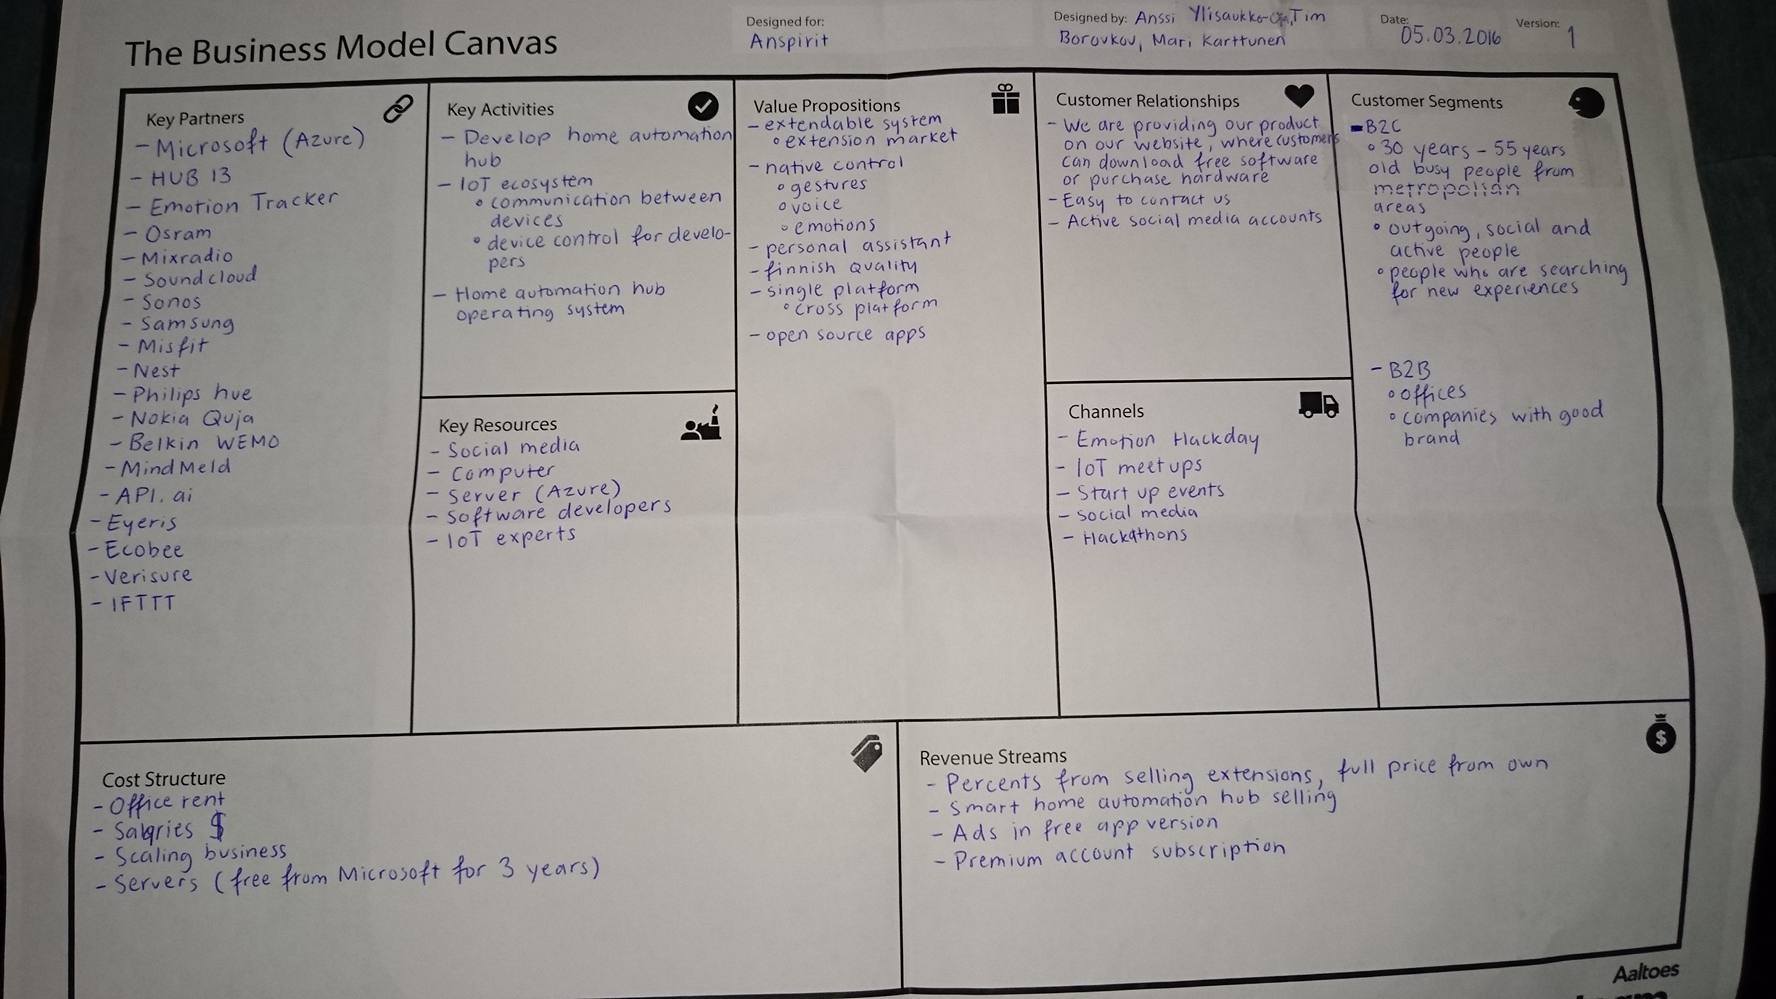 The Business Model Canvas
Designed for:
Anspirit
Designed by: Anssi Ylisaukko-Oja, Tim
Borovkov, Mari Karttunen
Date:
05.03.2016
Version:
1
Key Partners
- Microsoft (Azure)
- HUB 13
- Emotion Tracker
- Osram
- Mixradio
- Soundcloud
- Sonos
- Samsung
- Misfit
- Nest
- Philips hue
- Nokia Quja
- Belkin WEMO
- MindMeld
- API.ai
- Eyeris
- Ecobee
- Verisure
- IFTTT
Key Activities
- Develop home automation
hub
- IoT ecosystem
• communication between
devices
• device control for develo-
pers
- Home automation hub
operating system
Key Resources
- Social media
- Computer
- Server (Azure)
- Software developers
- IoT experts
Value Propositions
- extendable system
• extension market
- native control
• gestures
• voice
• emotions
- personal assistant
- finnish quality
- single platform
• cross platform
- open source apps
Customer Relationships
- We are providing our product
on our website, where customers
can download free software
or purchase hardware
- Easy to contact us
- Active social media accounts
Channels
- Emotion Hackday
- IoT meetups
- Start up events
- Social media
- Hackathons
Customer Segments
- B2C
• 30 years - 55 years
old busy people from
metropolian
areas
• outgoing, social and
active people
• people who are searching
for new experiences
- B2B
• offices
• companies with good
brand
Cost Structure
- Office rent
- Salaries $
- Scaling business
- Servers (free from Microsoft for 3 years)
Revenue Streams
- Percents from selling extensions, full price from own
- Smart home automation hub selling
- Ads in free app version
- Premium account subscription
$
Aaltoes